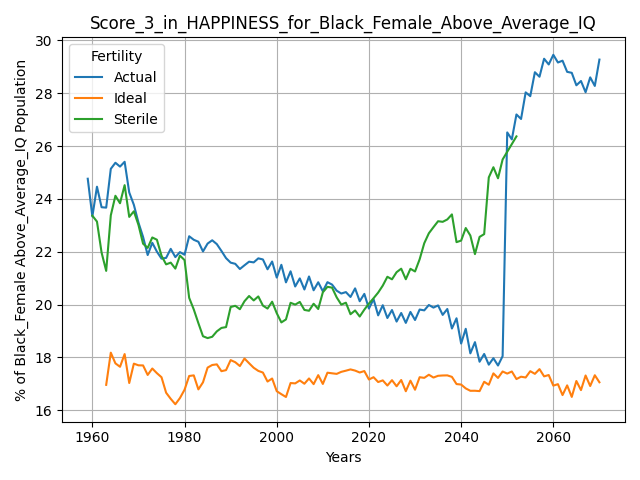 Score_3_in_HAPPINESS_for_Black_Female_Above_Average_IQ
% of Black_Female Above_Average_IQ Population
30
28
26
24
22
20
18
16
Fertility
Actual
Ideal
Sterile
1960
1980
2000
2020
2040
2060
Years